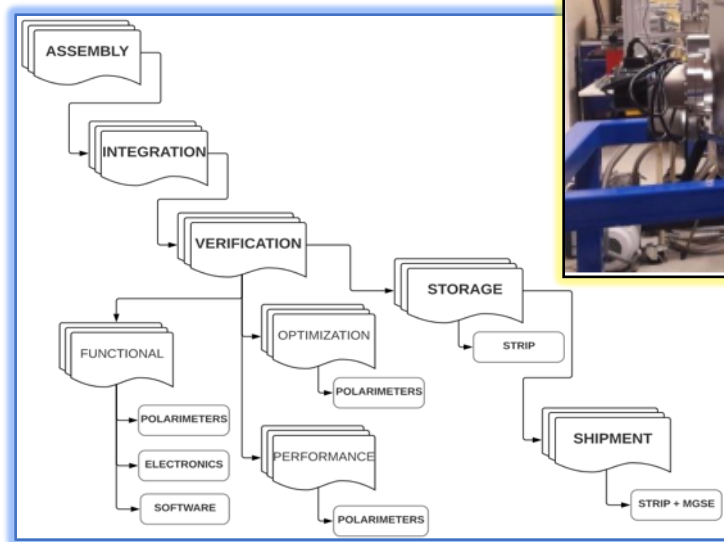 ASSEMBLY
INTEGRATION
VERIFICATION
STORAGE
STRIP
FUNCTIONAL
OPTIMIZATION
POLARIMETERS
POLARIMETERS
ELECTRONICS
SOFTWARE
PERFORMANCE
POLARIMETERS
SHIPMENT
STRIP + MGSE